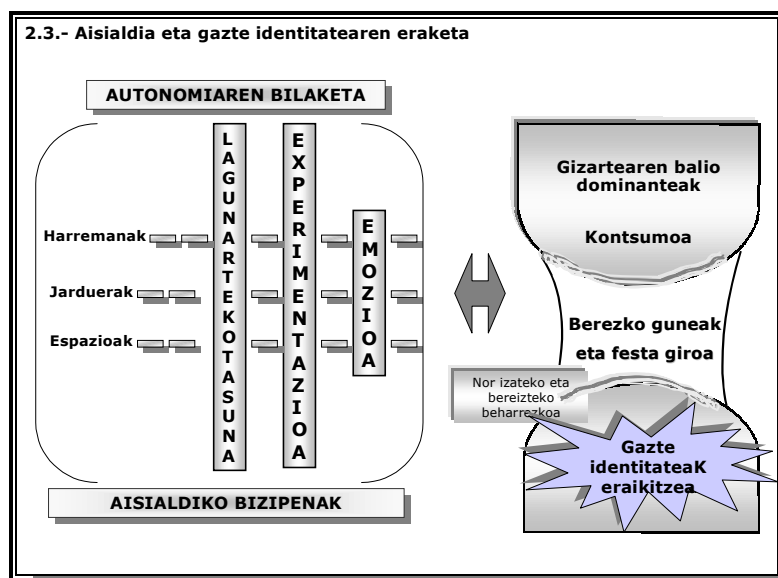 2.3.- Aisialdia eta gazte identitatearen eraketa
AUTONOMIAREN BILAKETA
LAGUNARTEKOTASUNA
EXPERIMENTAZIOA
EMOZIOA
Harremanak
Jarduerak
Espazioak
AISIALDIKO BIZIPENAK
Gizartearen balio
dominanteak
Kontsumoa
Berezko guneak
eta festa giroa
Nor izateko eta
bereizteko
beharrezkoa
Gazte
identitateaK
eraikitzea